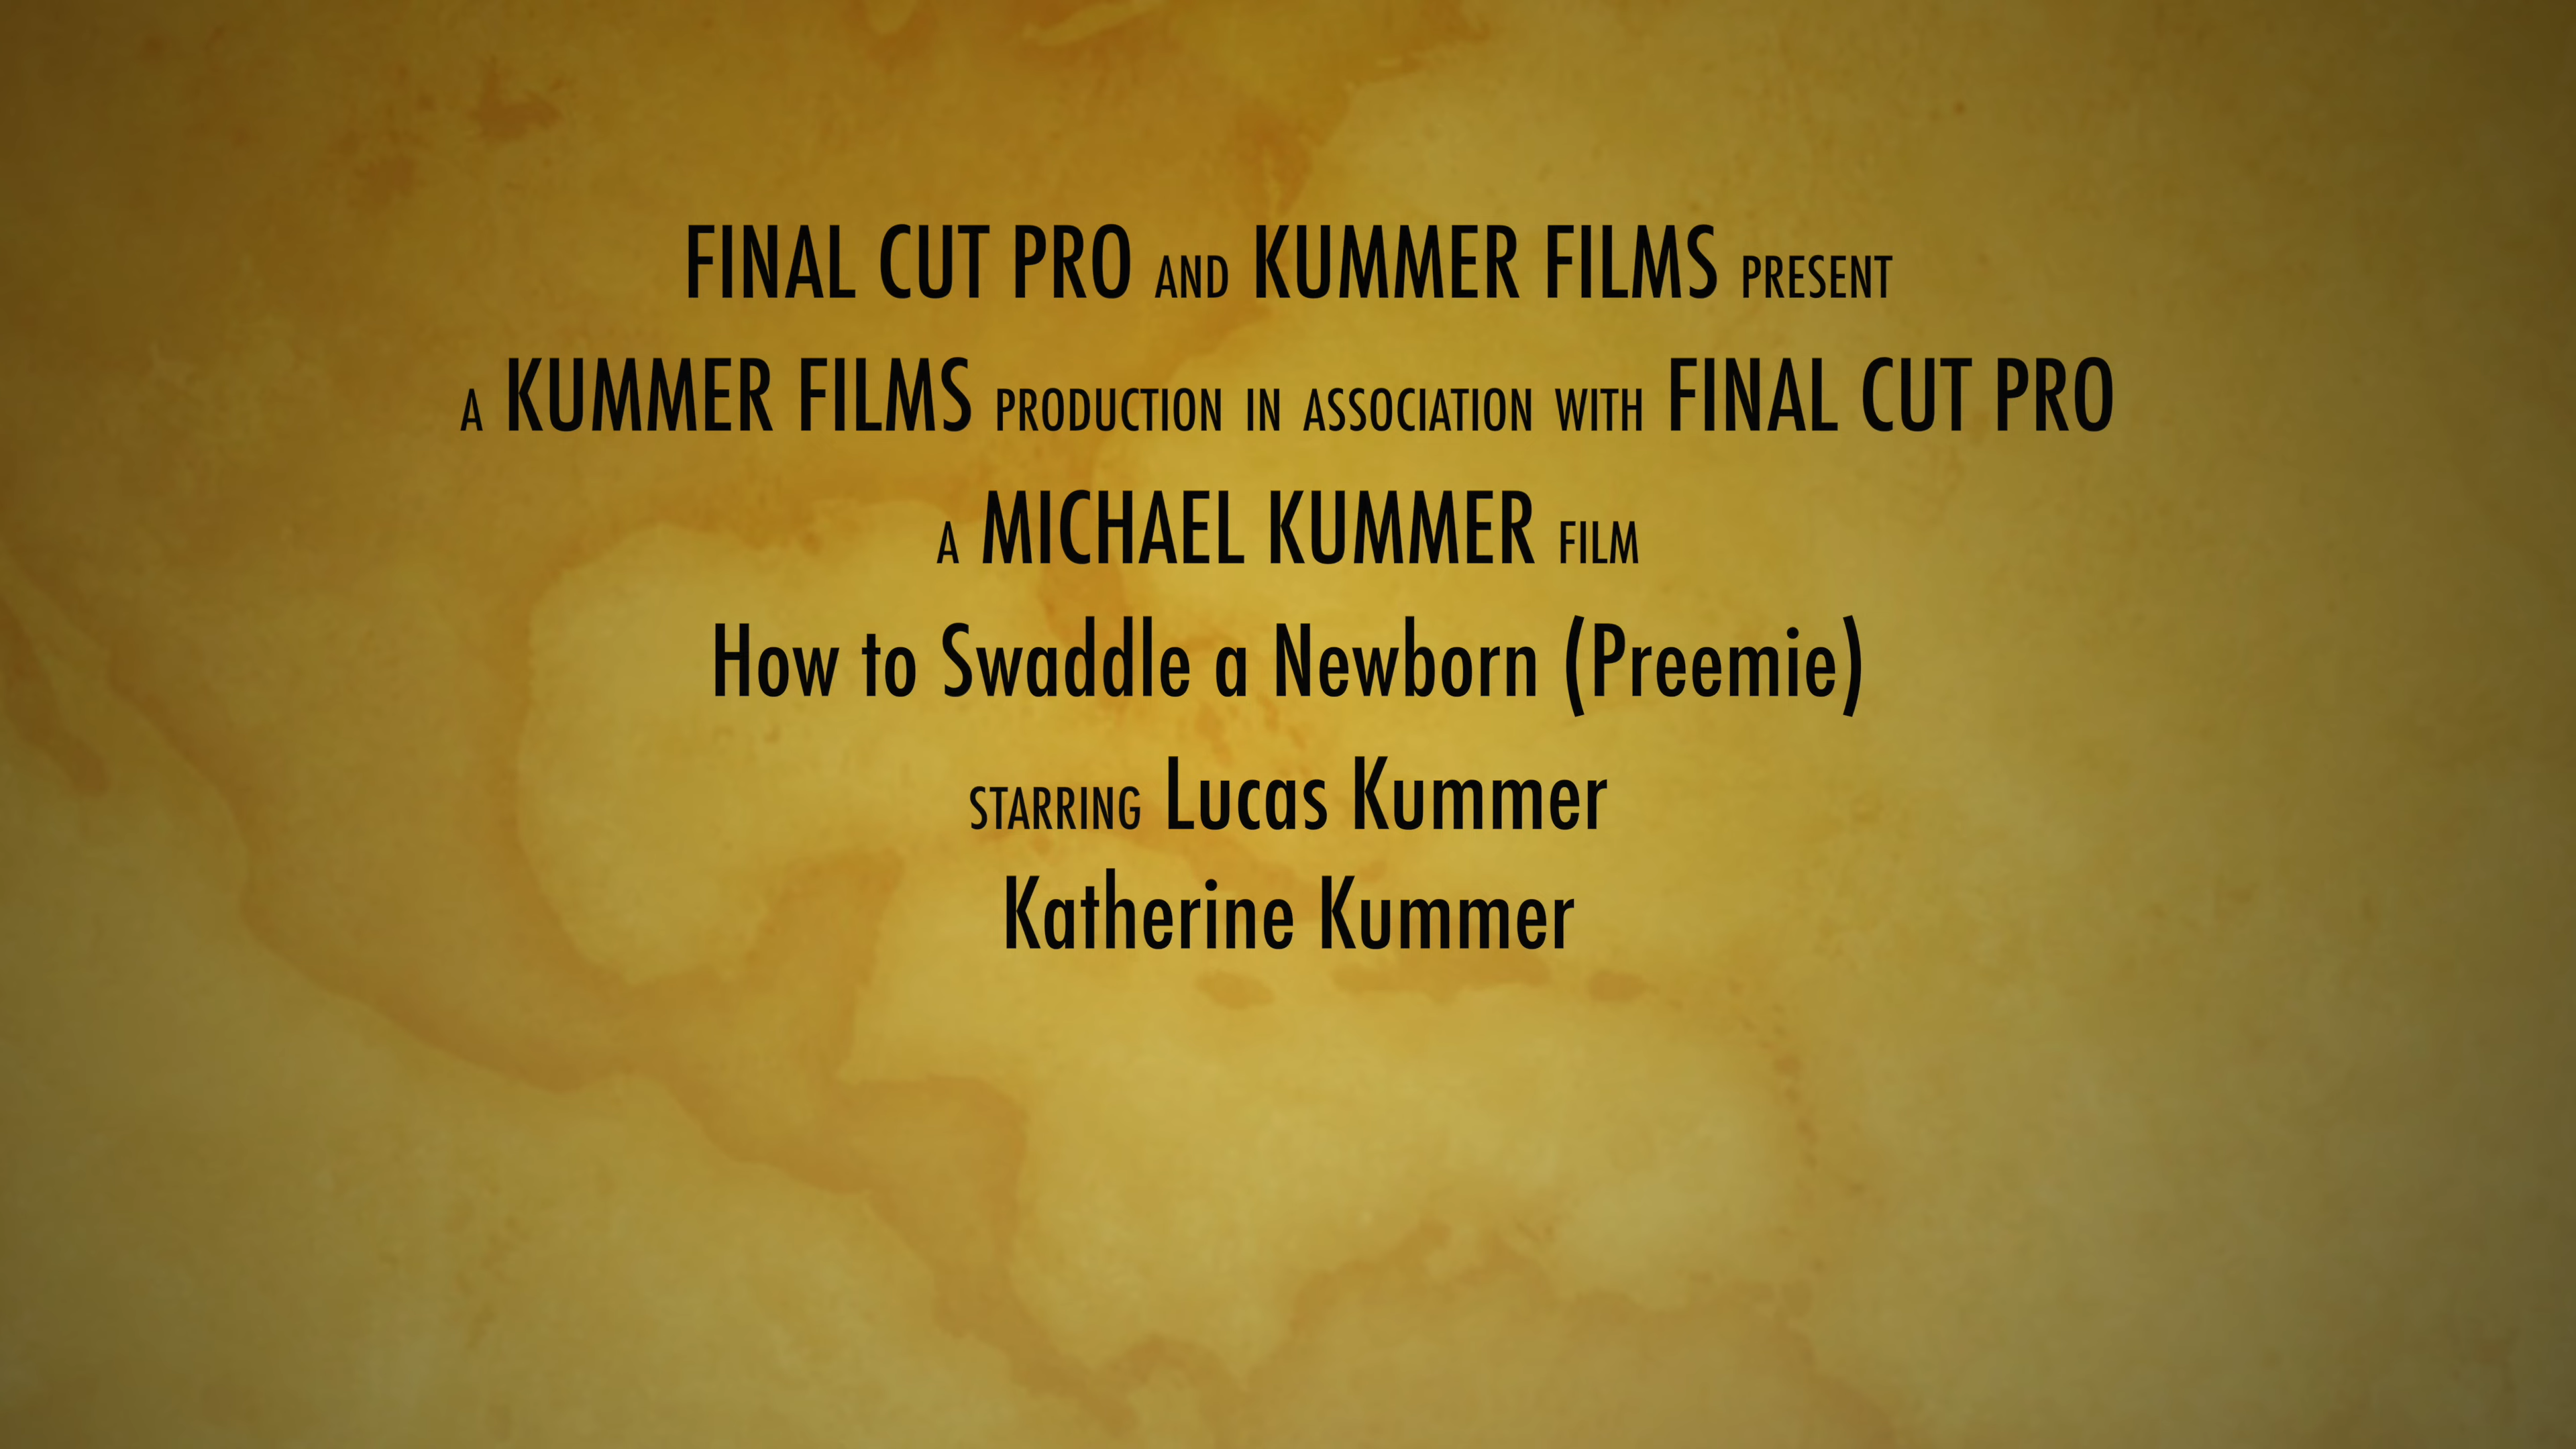 FINAL CUT PRO AND KUMMER FILMS PRESENT
A KUMMER FILMS PRODUCTION IN ASSOCIATION WITH FINAL CUT PRO
A MICHAEL KUMMER FILM
How to Swaddle a Newborn (Preemie)
STARRING Lucas Kummer
Katherine Kummer